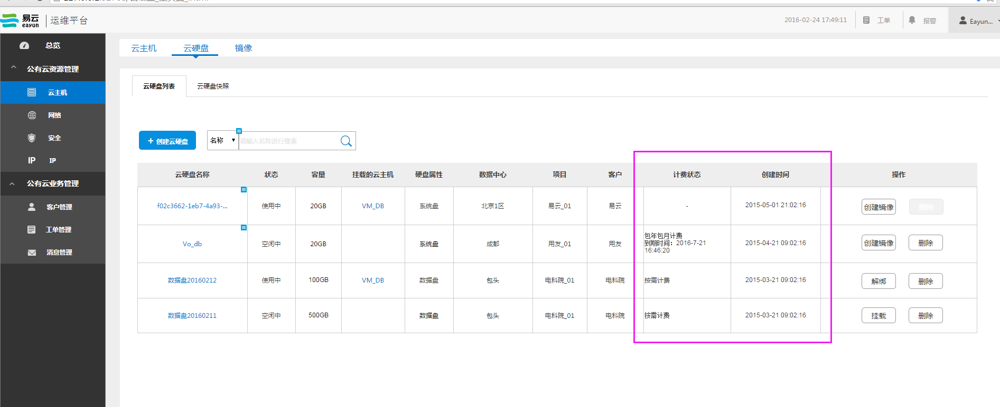 易云
eayun
运维平台
2016-02-24 17:49:11
工单
报警
Eayun...
总览
公有云资源管理
云主机
网络
安全
IP IP
公有云业务管理
客户管理
工单管理
消息管理
云主机 云硬盘 镜像
云硬盘列表 云硬盘快照
+ 创建云硬盘 名称 请输入名称进行搜索
云硬盘名称 状态 容量 挂载的云主机 硬盘属性 数据中心 项目 客户 计费状态 创建时间 操作
f02c3662-1eb7-4a93-... 使用中 20GB VM_DB 系统盘 北京1区 易云_01 易云 - 2015-05-01 21:02:16 创建镜像 删除
Vo_db 空闲中 20GB 系统盘 成都 用友_01 用友 包年包月计费
到期时间：2016-7-21
16:46:20
2015-04-21 09:02:16 创建镜像 删除
数据盘20160212 使用中 100GB VM_DB 数据盘 包头 电科院_01 电科院 按需计费 2015-03-21 09:02:16 解绑 删除
数据盘20160211 空闲中 500GB 数据盘 包头 电科院_01 电科院 按需计费 2015-03-21 09:02:16 挂载 删除